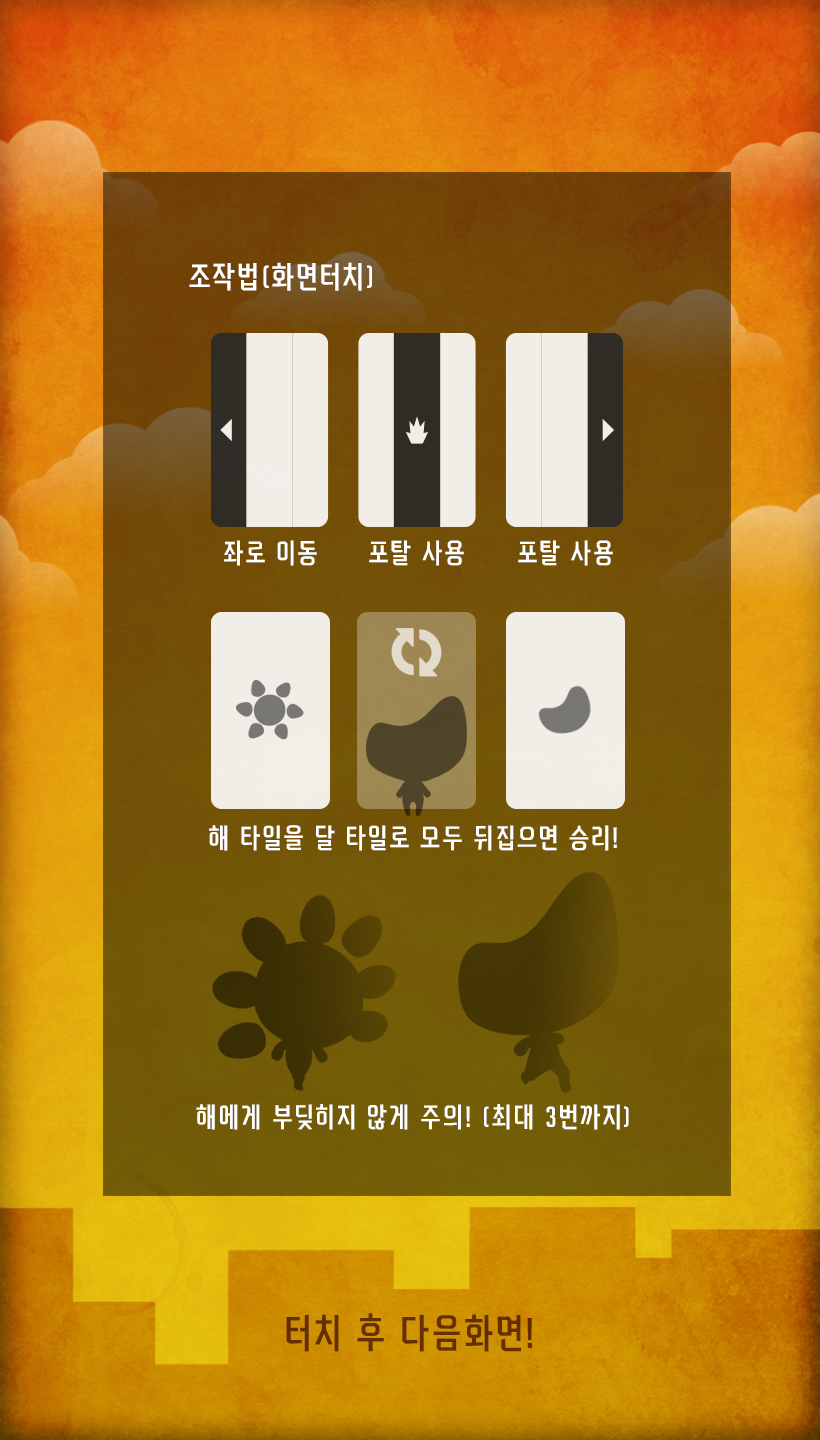 조작법(화면터치)
좌로 이동 포탈 사용 포탈 사용
해 타일을 달 타일로 모두 뒤집으면 승리!
해에게 부딪히지 않게 주의! (최대 3번까지)
터치 후 다음화면!